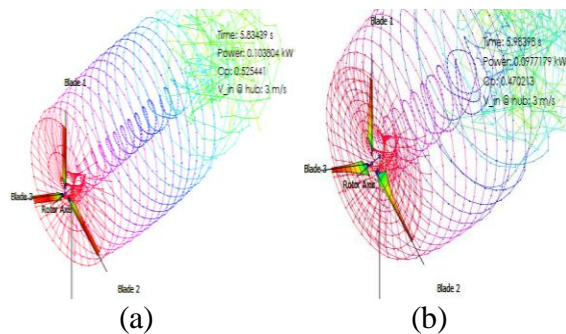 Blade 1
Time: 5.83439 s
Power: 0.103804 kW
Cp: 0.525441
V_in @ hub: 3 m/s
Blade 3
Rotor Axis
Blade 2
(a)
Blade 1
Time: 5.98398 s
Power: 0.0977179 kW
Cp: 0.470213
V_in @ hub: 3 m/s
Blade 3
Rotor Axis
Blade 2
(b)